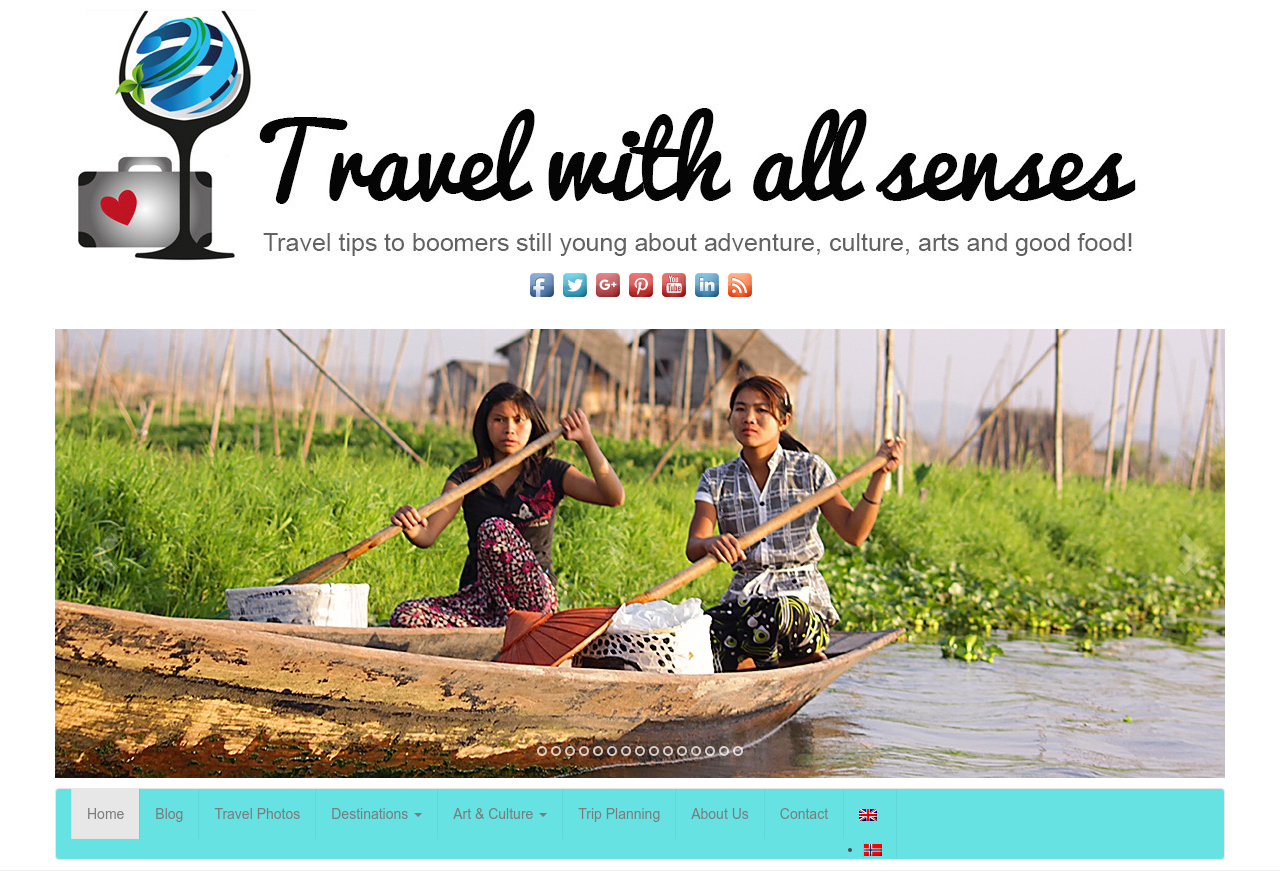 Travel with all senses
Travel tips to boomers still young about adventure, culture, arts and good food!
Home Blog Travel Photos Destinations Art & Culture Trip Planning About Us Contact